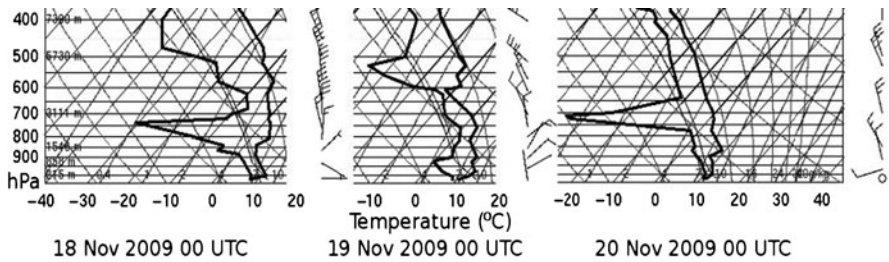 400
500
600
700
800
900
hPa
7390 m
5730 m
3111 m
1546 m
-40 -30 -20 -10 0 10 20
0 10 20
-20 -10 0 10 20 30 40
Temperature (ºC)
18 Nov 2009 00 UTC
19 Nov 2009 00 UTC
20 Nov 2009 00 UTC